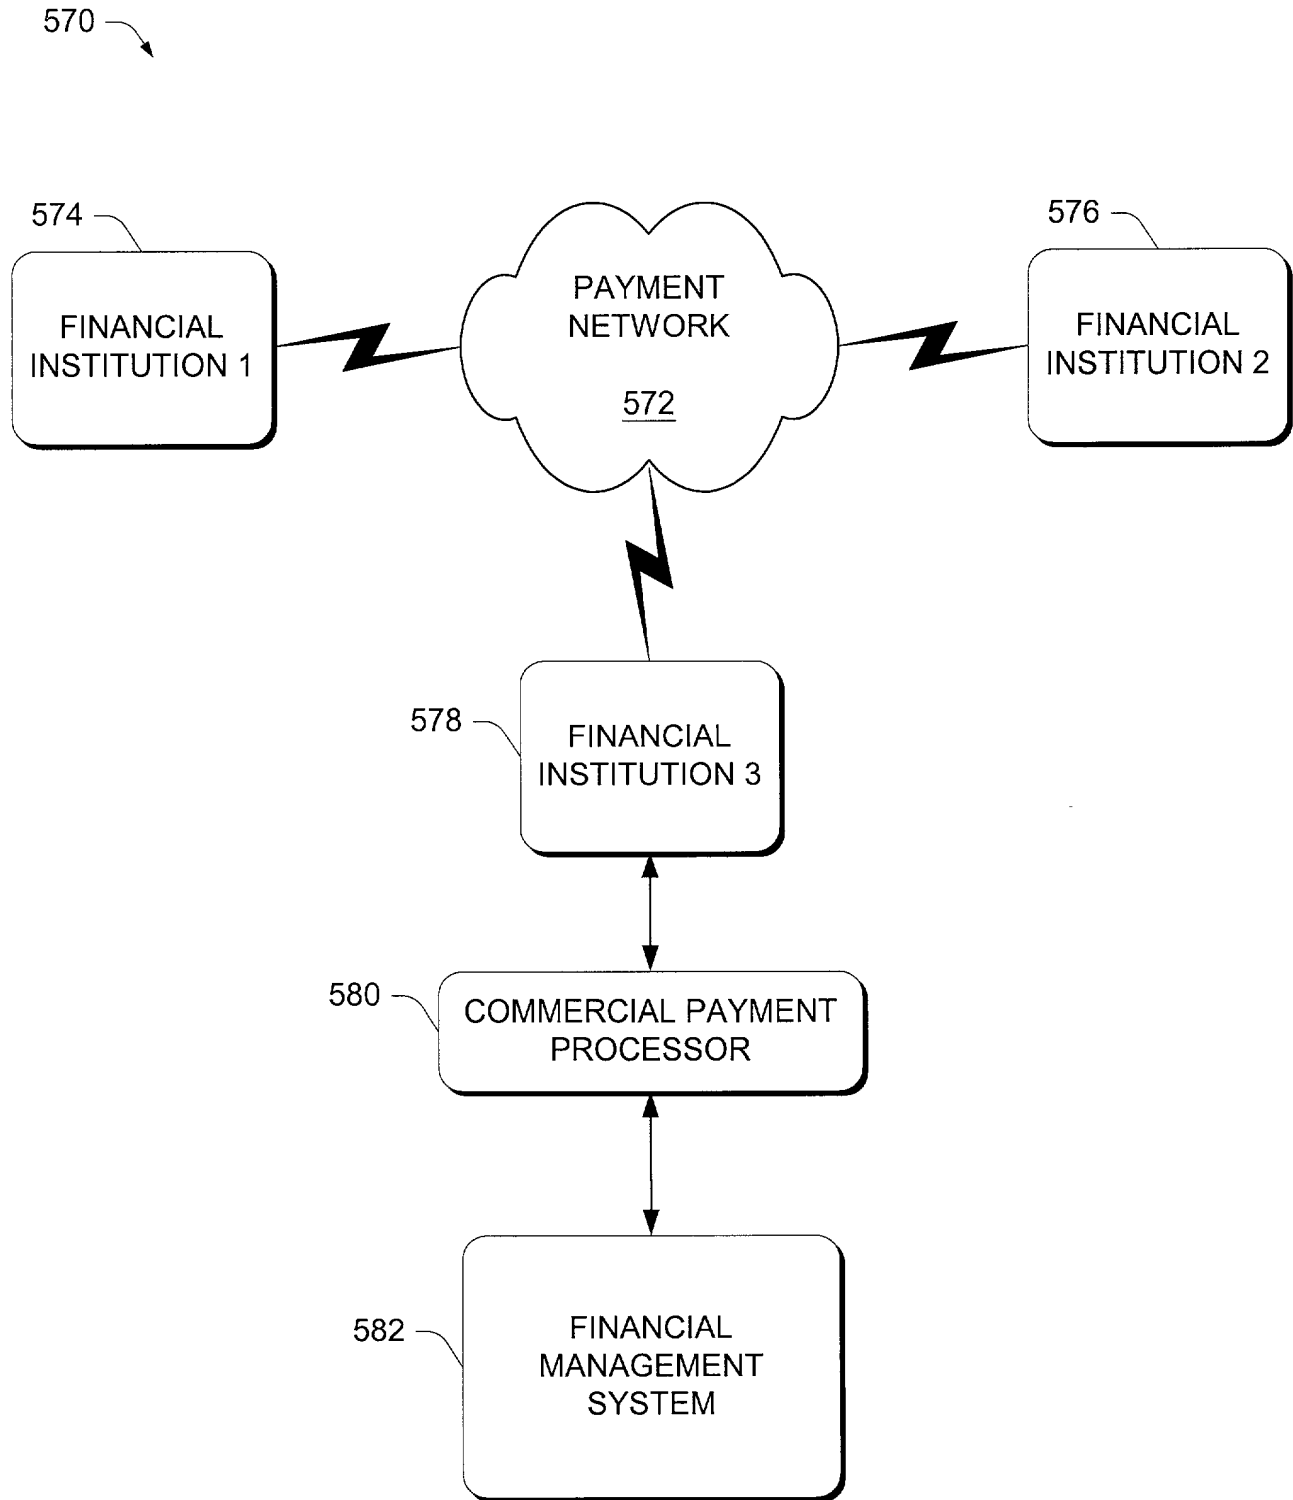 570
574
FINANCIAL
INSTITUTION 1
PAYMENT
NETWORK
572
576
FINANCIAL
INSTITUTION 2
578
FINANCIAL
INSTITUTION 3
580
COMMERCIAL PAYMENT
PROCESSOR
582
FINANCIAL
MANAGEMENT
SYSTEM